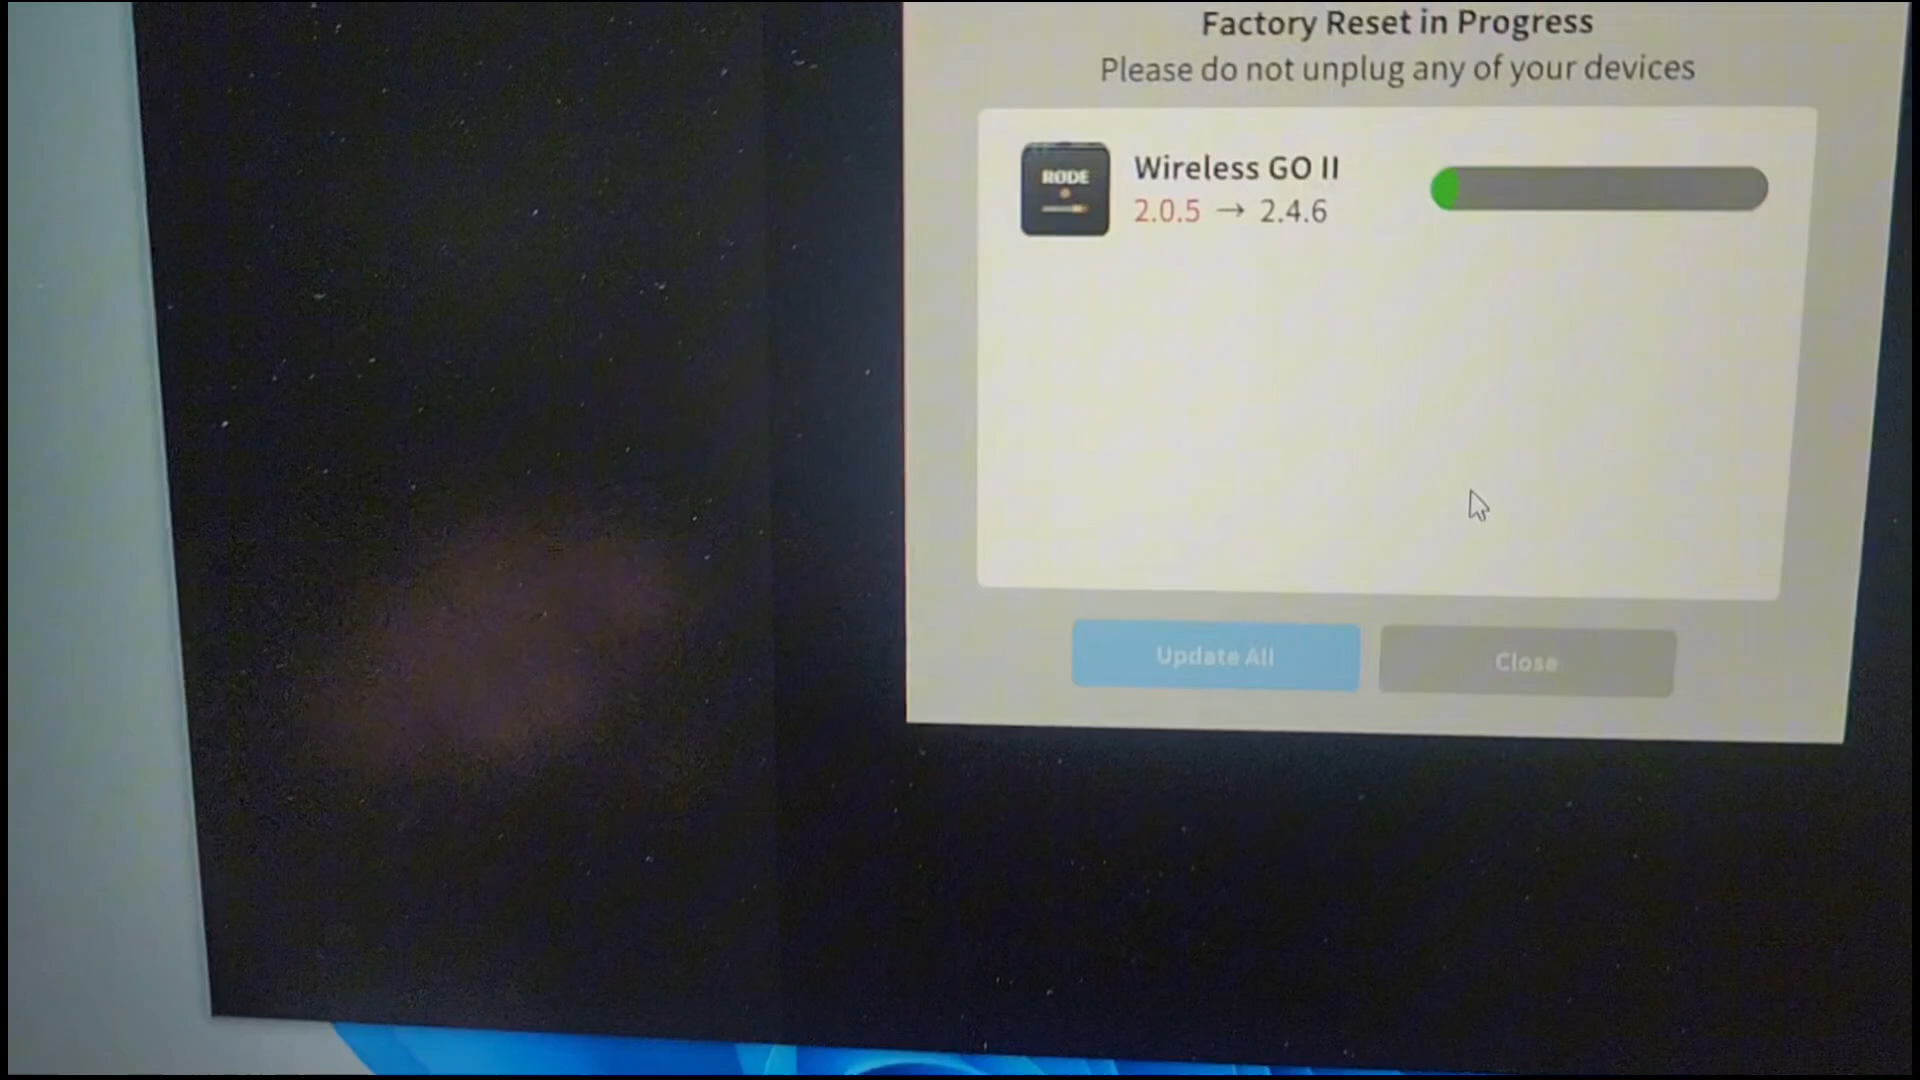 Factory Reset in Progress
Please do not unplug any of your devices
RODE
Wireless GO II
2.0.5 → 2.4.6
Update All
Close